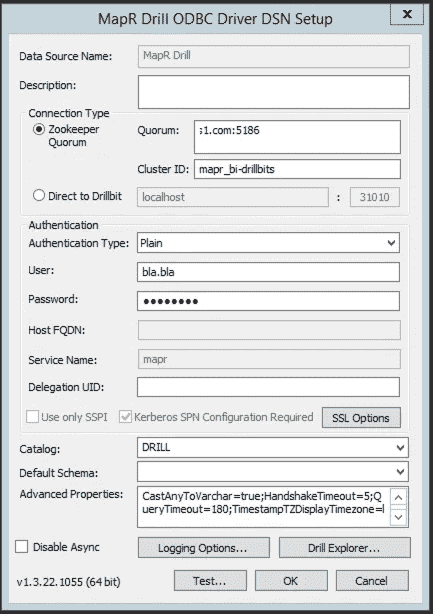 MapR Drill ODBC Driver DSN Setup
X
Data Source Name: MapR Drill
Description:
Connection Type
Zookeeper Quorum
Quorum: ;1.com:5186
Cluster ID: mapr_bi-drillbits
Direct to Drillbit localhost : 31010
Authentication
Authentication Type: Plain
User: bla.bla
Password: ●●●●●●●●
Host FQDN:
Service Name: mapr
Delegation UID:
Use only SSPI Kerberos SPN Configuration Required SSL Options
Catalog: DRILL
Default Schema:
Advanced Properties: CastAnyToVarchar=true;HandshakeTimeout=5;Q
ueryTimeout=180;TimestampTZDisplayTimezone=l
Disable Async Logging Options... Drill Explorer...
v1.3.22.1055 (64 bit) Test... OK Cancel